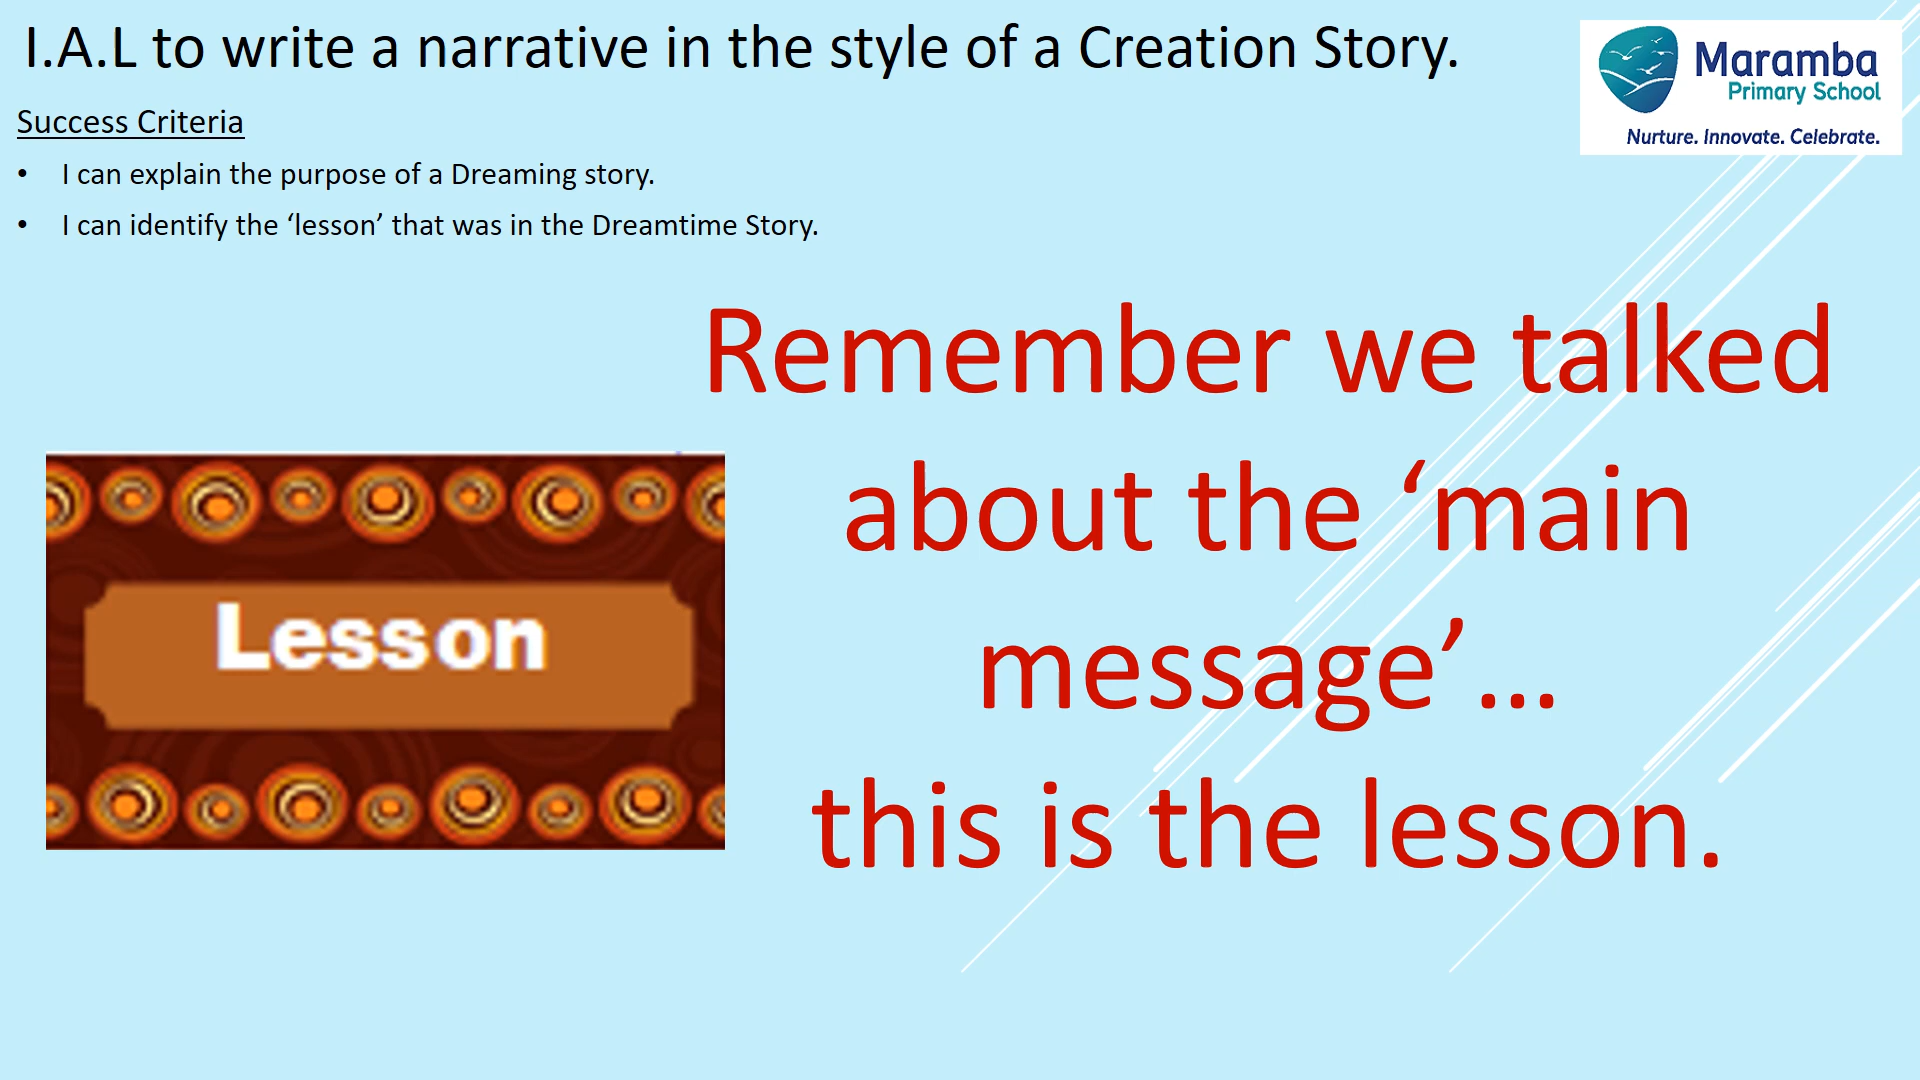 I.A.L to write a narrative in the style of a Creation Story.
Maramba
Primary School
Nurture. Innovate. Celebrate.
Success Criteria
• I can explain the purpose of a Dreaming story.
• I can identify the ‘lesson’ that was in the Dreamtime Story.
Lesson
Remember we talked
about the ‘main
message’...
this is the lesson.